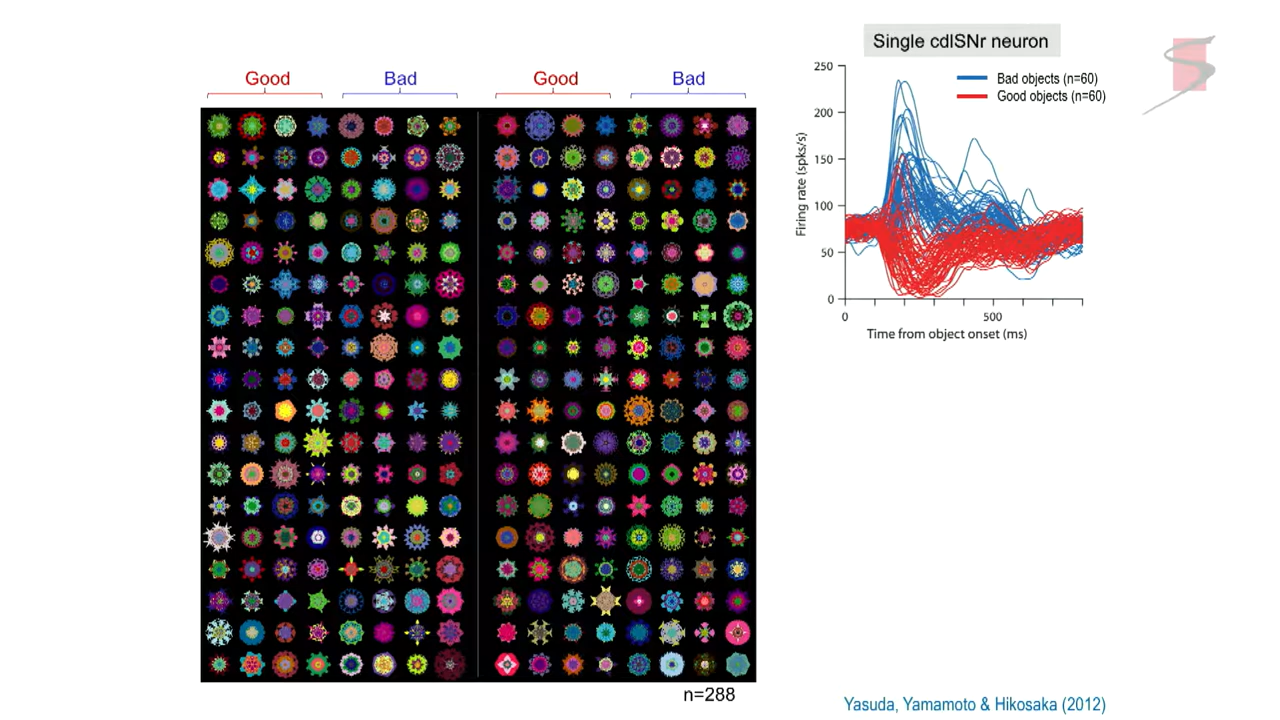 Good
Bad
Good
Bad
n=288
Single cdlSNr neuron
Bad objects (n=60)
Good objects (n=60)
Firing rate (spks/s)
250
200
150
100
50
0
0
500
Time from object onset (ms)
Yasuda, Yamamoto & Hikosaka (2012)